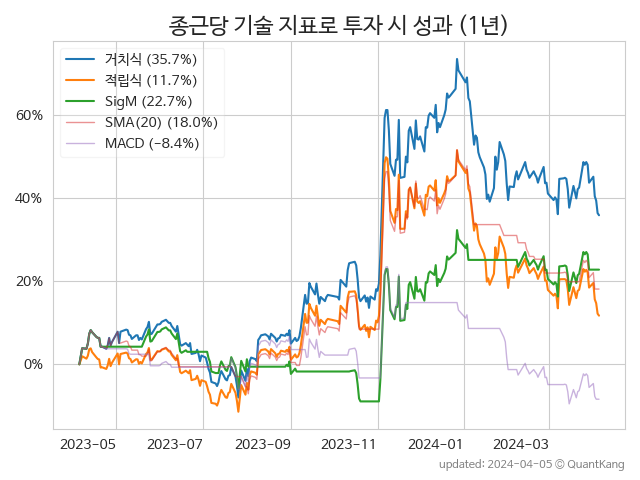 종근당 기술 지표로 투자 시 성과 (1년)
거치식 (35.7%)
적립식 (11.7%)
SigM (22.7%)
SMA(20) (18.0%)
MACD (-8.4%)
60%
40%
20%
0%
2023-05 2023-07 2023-09 2023-11 2024-01 2024-03
updated: 2024-04-05 © QuantKang